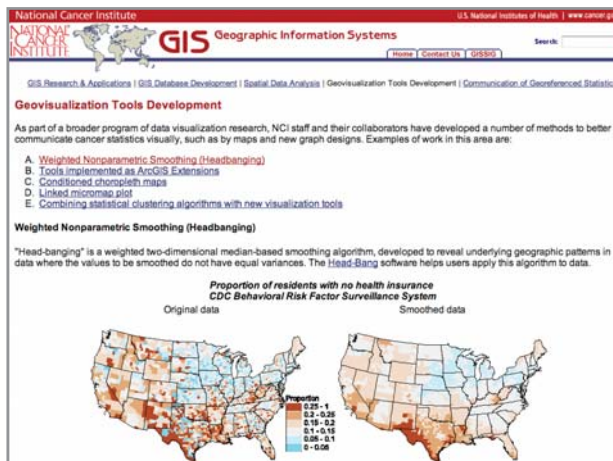 National Cancer Institute
U.S. National Institutes of Health | www.cancer.go
NATIONAL
CANCER
INSTITUTE
GIS Geographic Information Systems
Search:
Home | Contact Us | GISSIG
GIS Research & Applications | GIS Database Development | Spatial Data Analysis | Geovisualization Tools Development | Communication of Georeferenced Statistic
Geovisualization Tools Development
As part of a broader program of data visualization research, NCI staff and their collaborators have developed a number of methods to better
communicate cancer statistics visually, such as by maps and new graph designs. Examples of work in this area are:
A. Weighted Nonparametric Smoothing (Headbanging)
B. Tools implemented as ArcGIS Extensions
C. Conditioned choropleth maps
D. Linked micromap plot
E. Combining statistical clustering algorithms with new visualization tools
Weighted Nonparametric Smoothing (Headbanging)
"Head-banging" is a weighted two-dimensional median-based smoothing algorithm, developed to reveal underlying geographic patterns in
data where the values to be smoothed do not have equal variances. The Head-Bang software helps users apply this algorithm to data.
Proportion of residents with no health insurance
CDC Behavioral Risk Factor Surveillance System
Original data
Smoothed data
Proportion
0.25 - 1
0.2 - 0.25
0.15 - 0.2
0.1 - 0.15
0.05 - 0.1
0 - 0.05